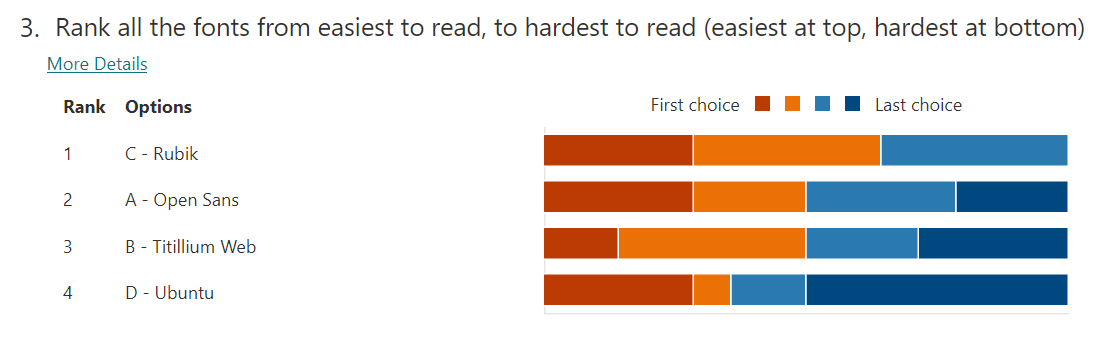 3. Rank all the fonts from easiest to read, to hardest to read (easiest at top, hardest at bottom)
More Details
Rank Options
First choice Last choice
1 C - Rubik
2 A - Open Sans
3 B - Titillium Web
4 D - Ubuntu